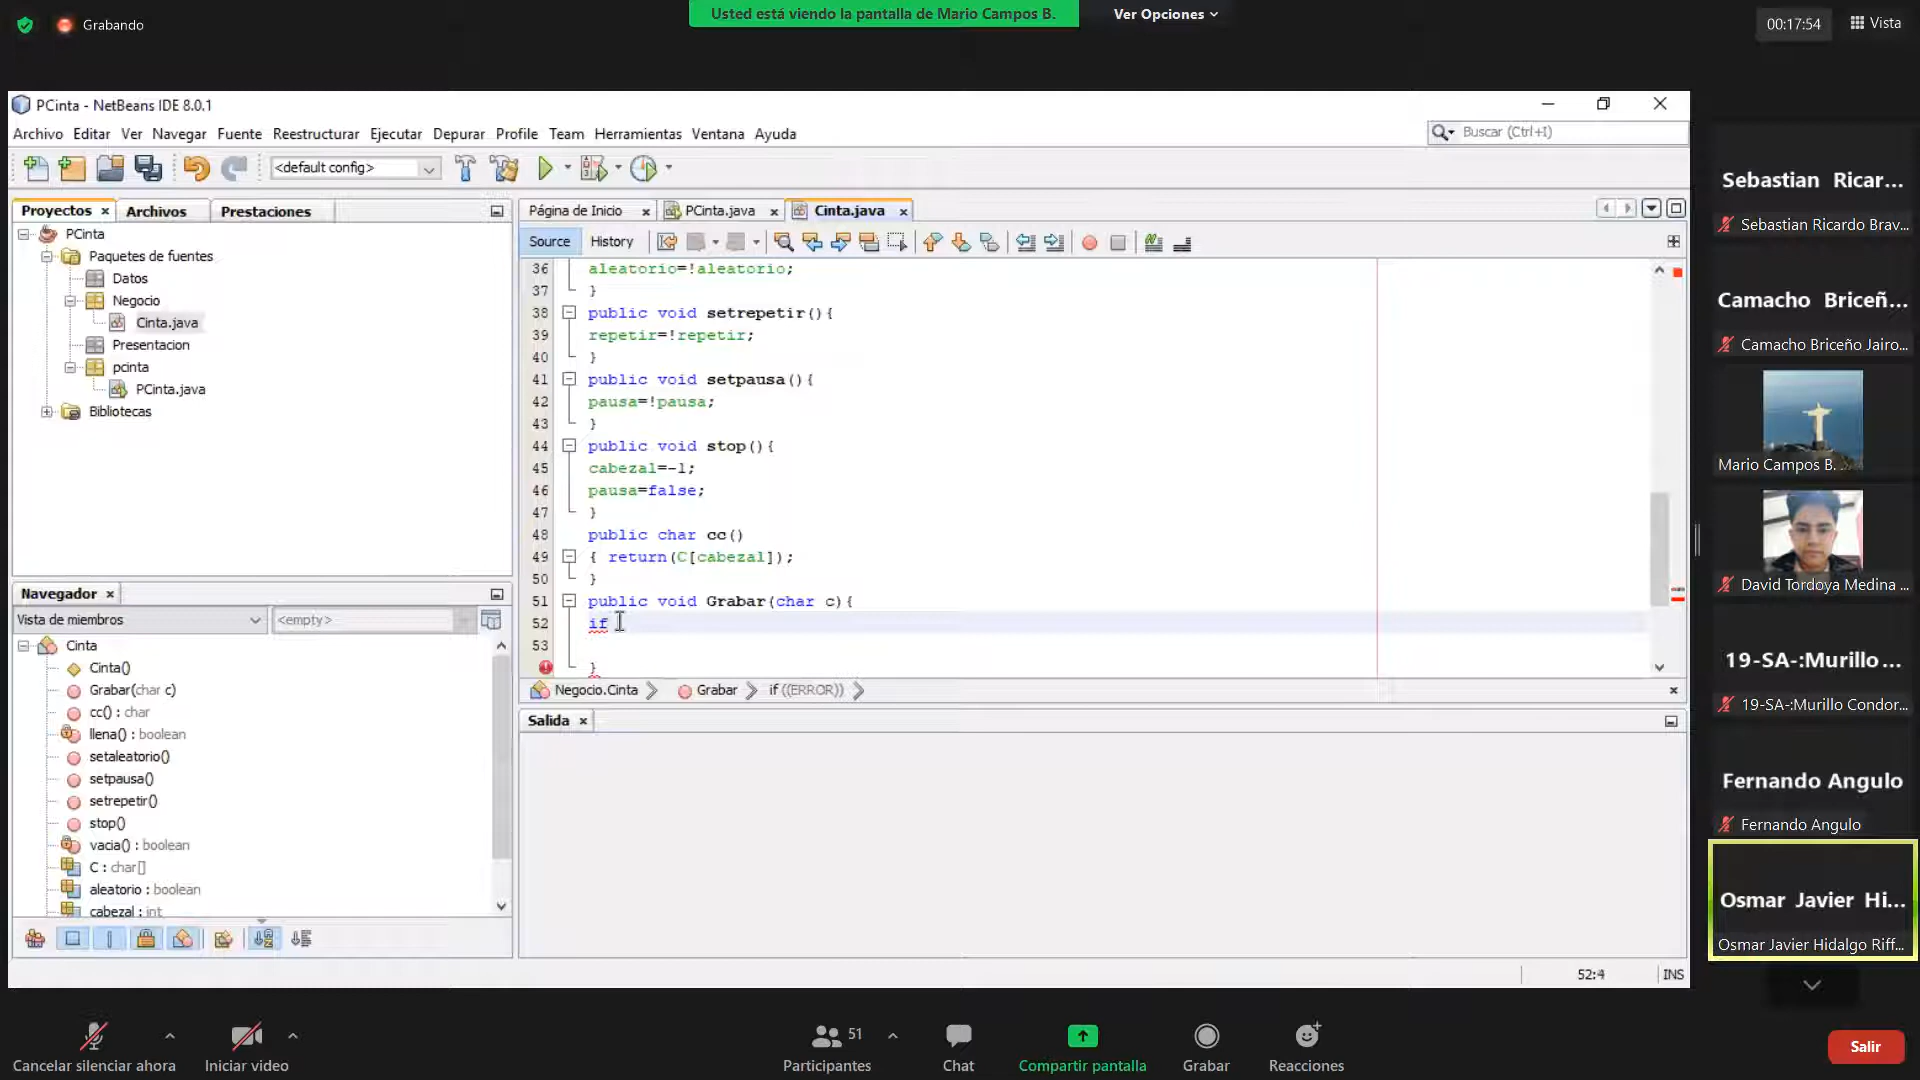 Grabando
Usted está viendo la pantalla de Mario Campos B.
Ver Opciones
00:17:54
Vista
PCinta - NetBeans IDE 8.0.1
Archivo Editar Ver Navegar Fuente Reestructurar Ejecutar Depurar Profile Team Herramientas Ventana Ayuda
Buscar (Ctrl+I)
<default config>
Proyectos
Archivos
Prestaciones
PCinta
Paquetes de fuentes
Datos
Negocio
Cinta.java
Presentacion
pcinta
PCinta.java
Bibliotecas
Navegador
Vista de miembros
<empty>
Cinta
Cinta()
Grabar(char c)
cc() : char
llena() : boolean
setaleatorio()
setpausa()
setrepetir()
stop()
vacia() : boolean
C : char[]
aleatorio : boolean
cabezal : int
Página de Inicio
PCinta.java
Cinta.java
Source
History
36 aleatorio=!aleatorio;
37 }
38 public void setrepetir(){
39 repetir=!repetir;
40 }
41 public void setpausa(){
42 pausa=!pausa;
43 }
44 public void stop(){
45 cabezal=-1;
46 pausa=false;
47 }
48 public char cc()
49 { return(C[cabezal]);
50 }
51 public void Grabar(char c){
52 if
53
}
Negocio.Cinta
Grabar
if ((ERROR))
Salida
52:4
INS
Sebastian Ricar...
Sebastian Ricardo Brav...
Camacho Briceñ...
Camacho Briceño Jairo...
Mario Campos B.
David Tordoya Medina ...
19-SA-:Murillo ...
19-SA-:Murillo Condor...
Fernando Angulo
Fernando Angulo
Osmar Javier Hi...
Osmar Javier Hidalgo Riff...
Cancelar silenciar ahora
Iniciar video
51
Participantes
Chat
Compartir pantalla
Grabar
Reacciones
Salir